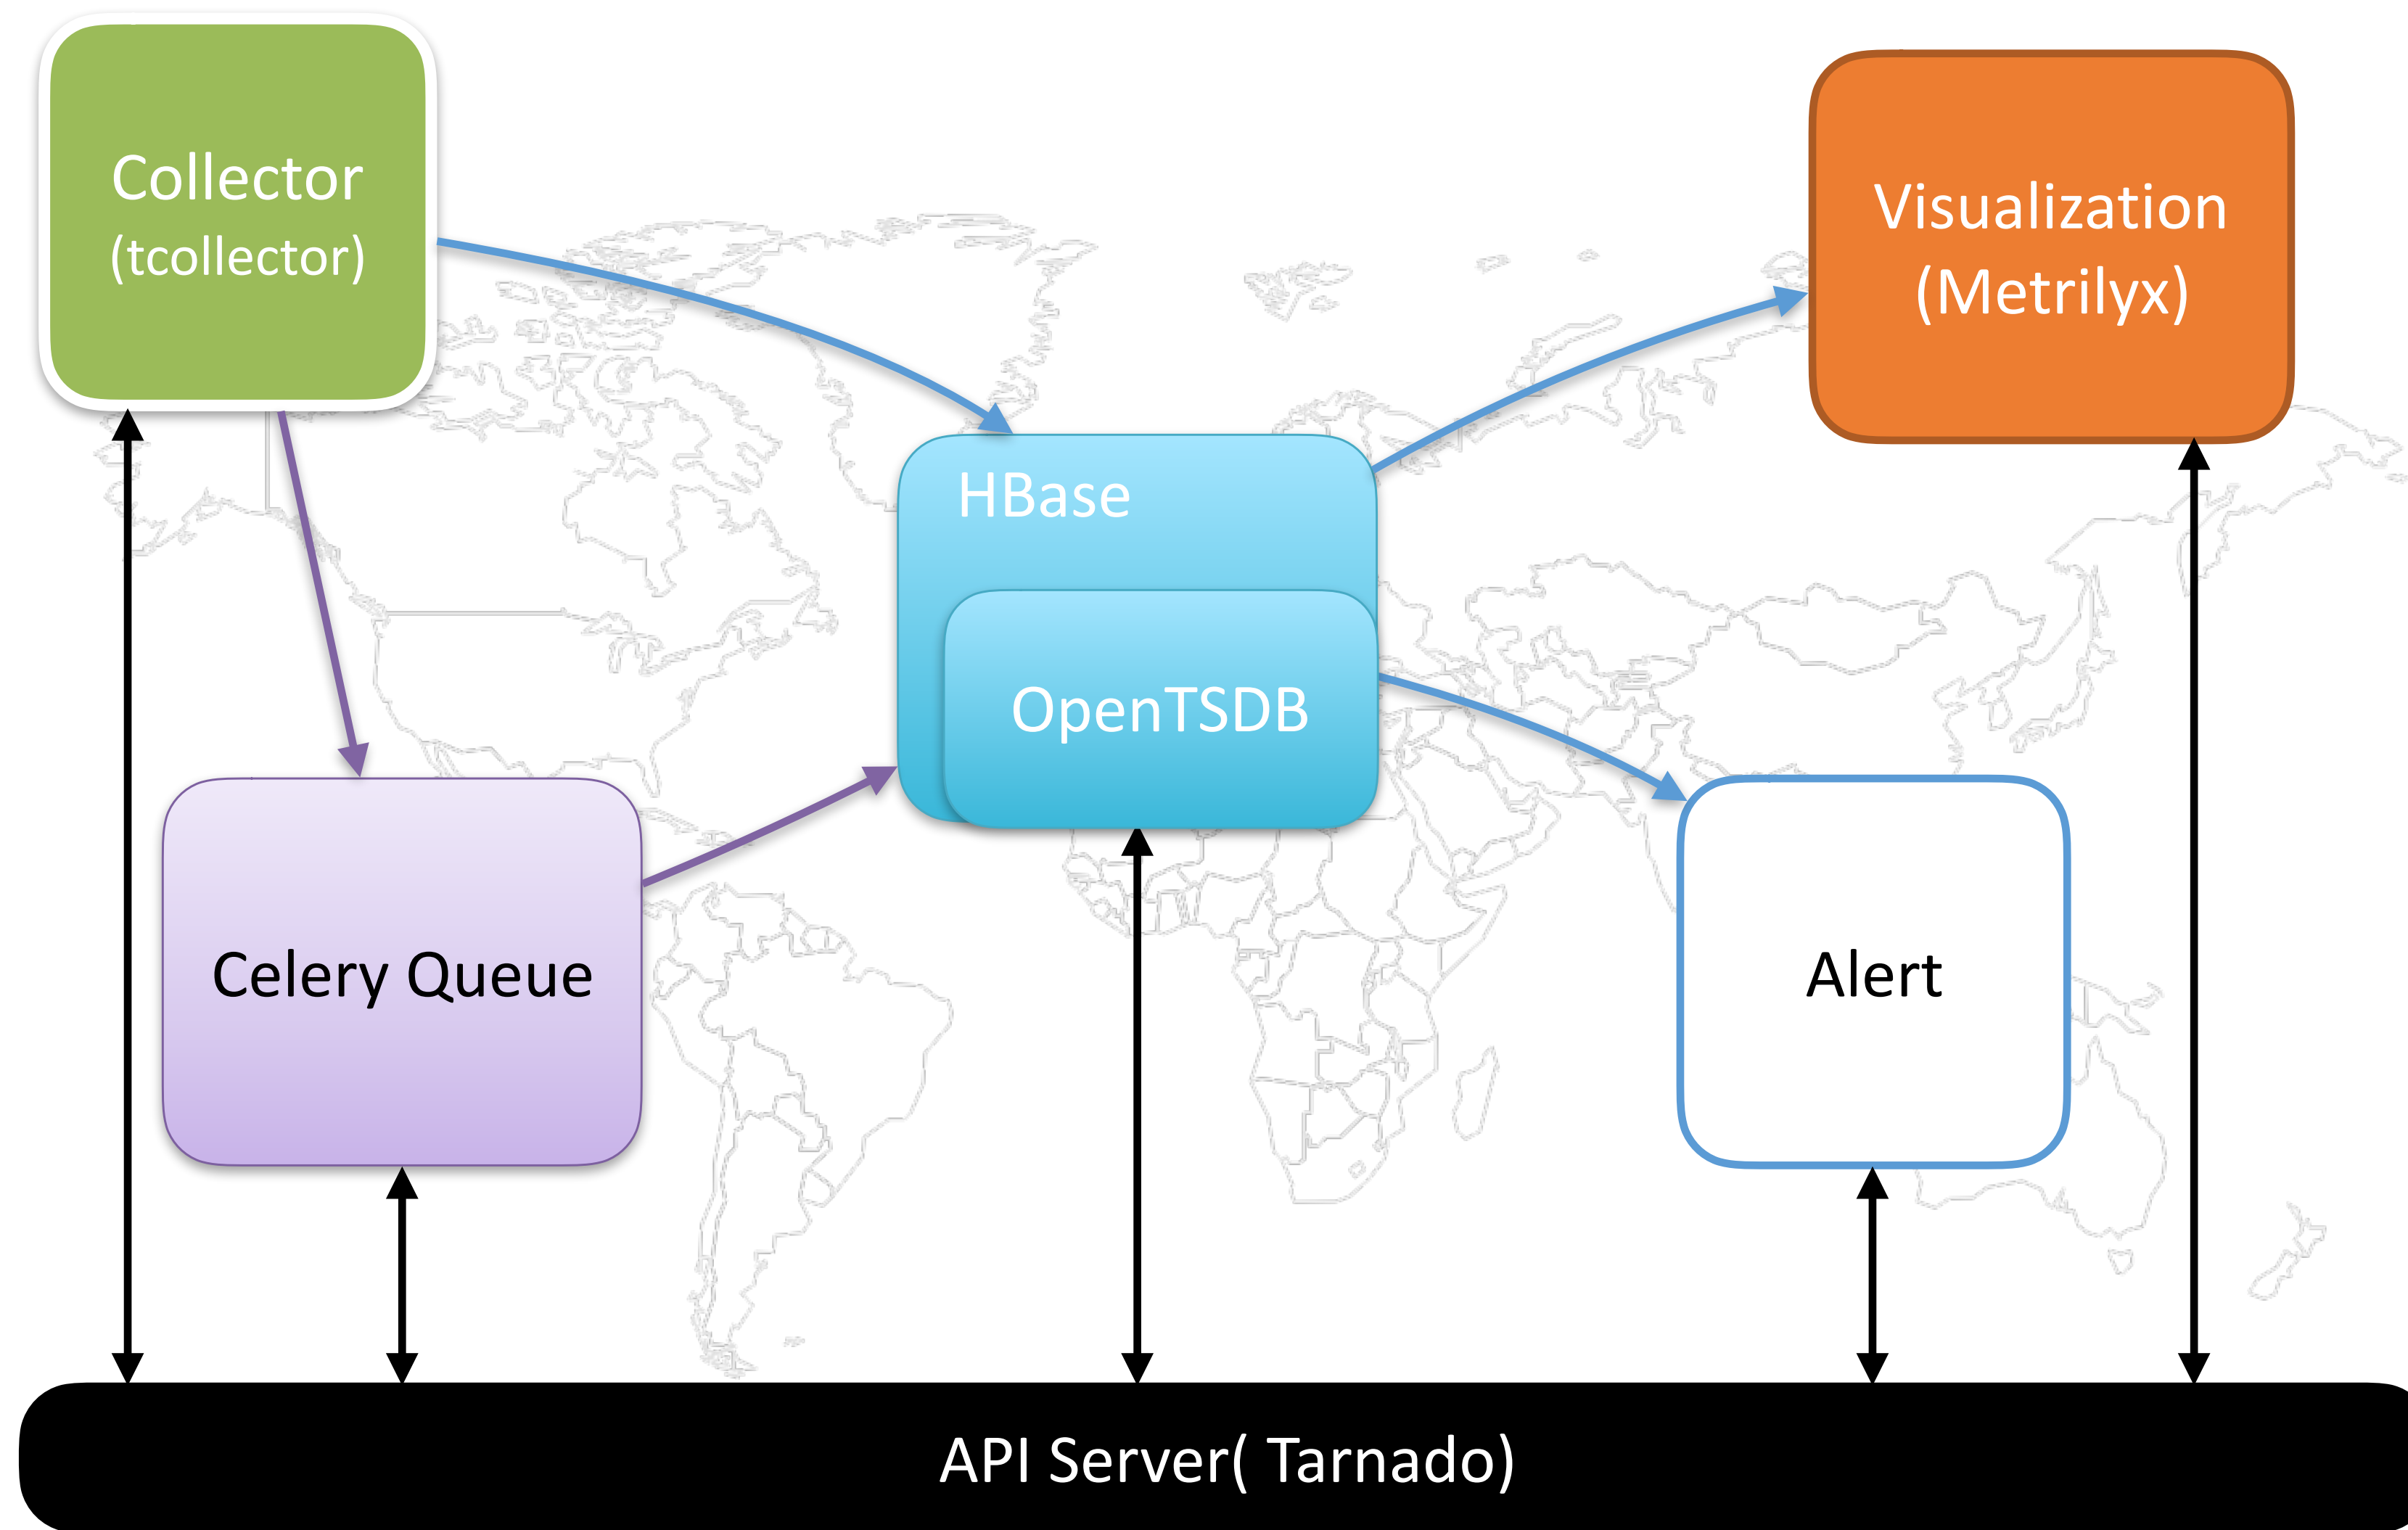 Collector
(tcollector)
Visualization
(Metrilyx)
HBase
OpenTSDB
Celery Queue
Alert
API Server( Tarnado)